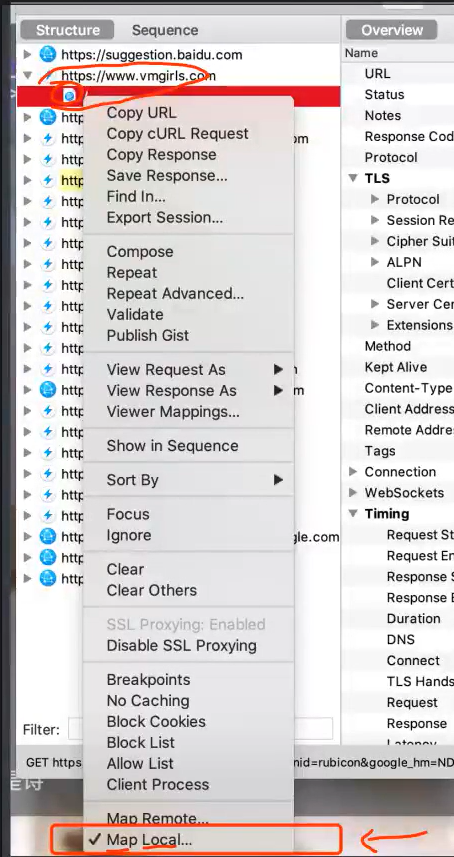 Structure
Sequence
Overview
https://suggestion.baidu.com
https://www.vmgirls.com
/
Name
URL
Status
Notes
Response Code
Protocol
TLS
Protocol
Session Re
Cipher Suit
ALPN
Client Cert
Server Cer
Extensions
Method
Kept Alive
Content-Type
Client Address
Remote Addre
Tags
Connection
WebSockets
Timing
Request St
Request En
Response S
Response E
Duration
DNS
Connect
TLS Hands
Request
Response
Latency
http
http om
http
http
http
http
http
http
http
http
http
http
http
http m
http
http
http
http
http
http
http gle.com
http
http
Copy URL
Copy cURL Request
Copy Response
Save Response...
Find In...
Export Session...
Compose
Repeat
Repeat Advanced...
Validate
Publish Gist
View Request As
View Response As
Viewer Mappings...
Show in Sequence
Sort By
Focus
Ignore
Clear
Clear Others
SSL Proxying: Enabled
Disable SSL Proxying
Breakpoints
No Caching
Block Cookies
Block List
Allow List
Client Process
Map Remote...
✓ Map Local...
Filter:
GET https nid=rubicon&google_hm=ND